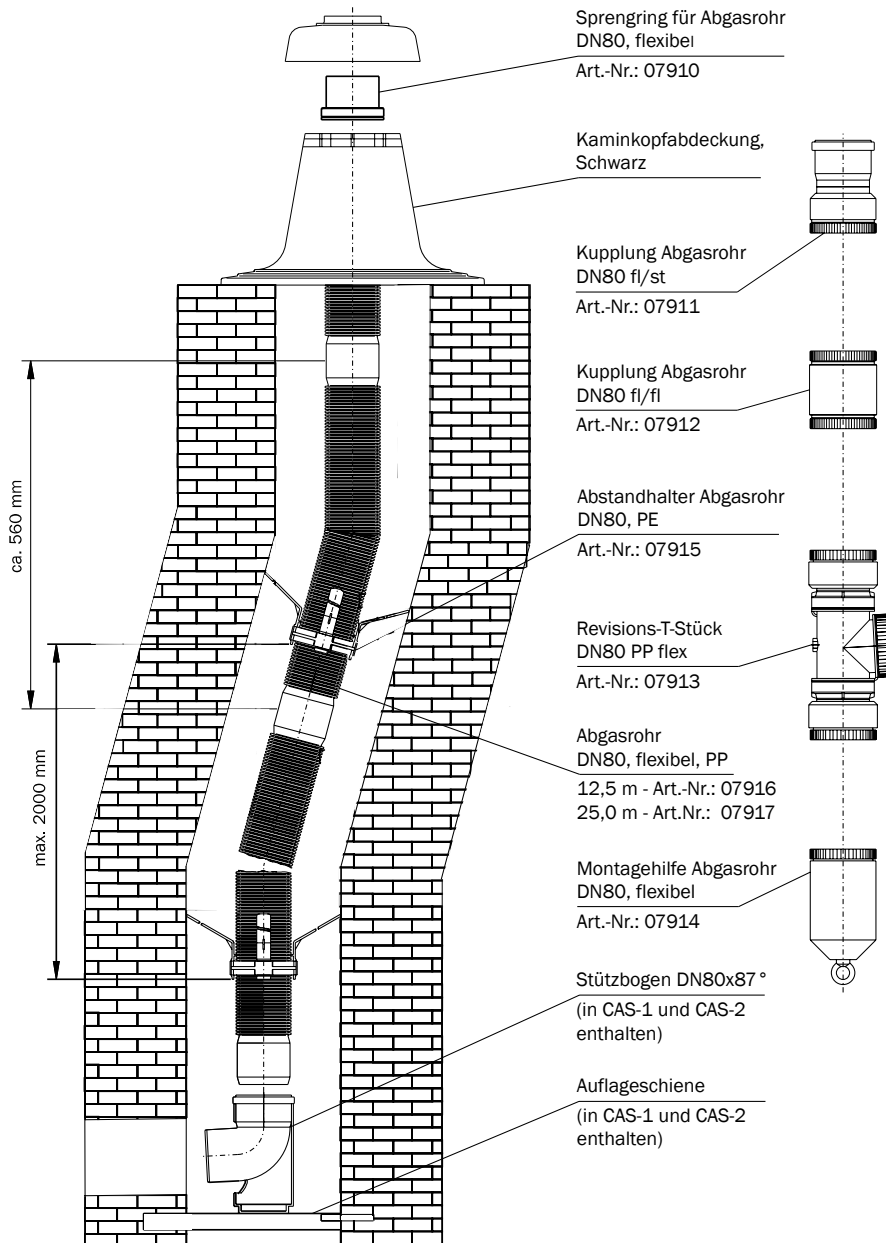 Sprengring für Abgasrohr
DN80, flexibel
Art.-Nr.: 07910
Kaminkopfabdeckung,
Schwarz
Kupplung Abgasrohr
DN80 fl/st
Art.-Nr.: 07911
Kupplung Abgasrohr
DN80 fl/fl
Art.-Nr.: 07912
ca. 560 mm
Abstandhalter Abgasrohr
DN80, PE
Art.-Nr.: 07915
Revisions-T-Stück
DN80 PP flex
Art.-Nr.: 07913
max. 2000 mm
Abgasrohr
DN80, flexibel, PP
12,5 m - Art.-Nr.: 07916
25,0 m - Art.Nr.: 07917
Montagehilfe Abgasrohr
DN80, flexibel
Art.-Nr.: 07914
Stützbogen DN80x87°
(in CAS-1 und CAS-2
enthalten)
Auflageschiene
(in CAS-1 und CAS-2
enthalten)